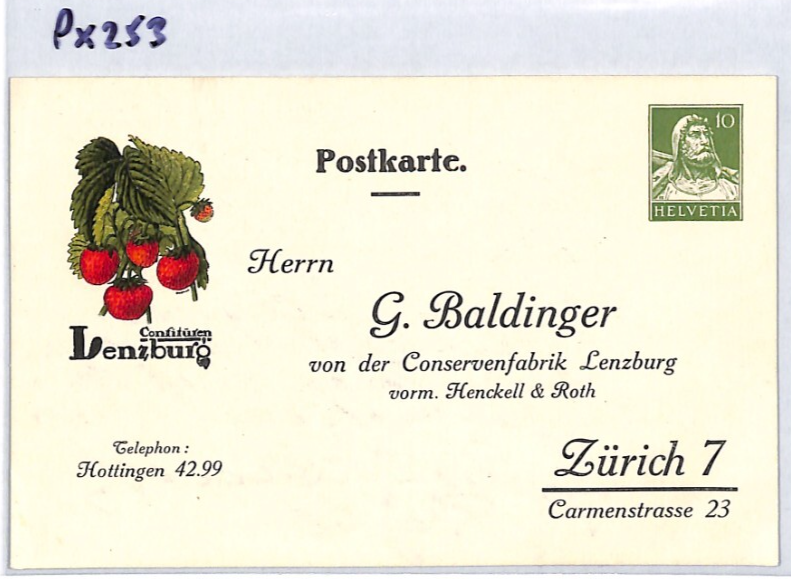 Px253
Postkarte.
10
HELVETIA
Herrn
G. Baldinger
von der Conservenfabrik Lenzburg
vorm. Henckell & Roth
Confitüren
Lenzburg
Telephon:
Hottingen 42.99
Zürich 7
Carmenstrasse 23